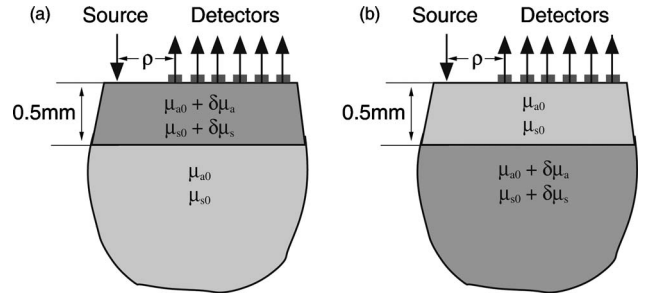 (a)
Source
Detectors
ρ
0.5mm
μa0 + δμa
μs0 + δμs
μa0
μs0
(b)
Source
Detectors
ρ
0.5mm
μa0
μs0
μa0 + δμa
μs0 + δμs